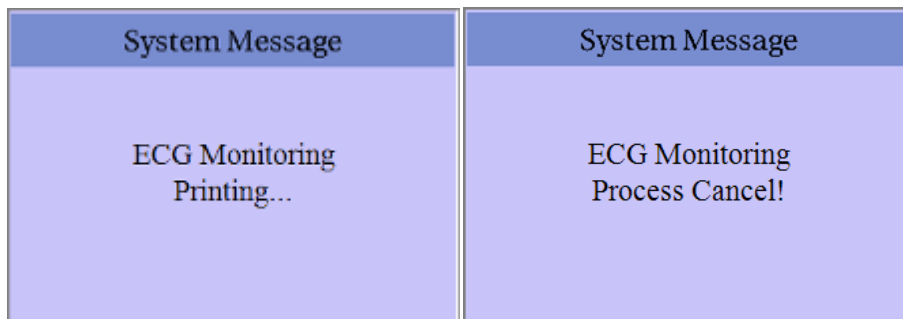 System Message
ECG Monitoring
Printing...
System Message
ECG Monitoring
Process Cancel!